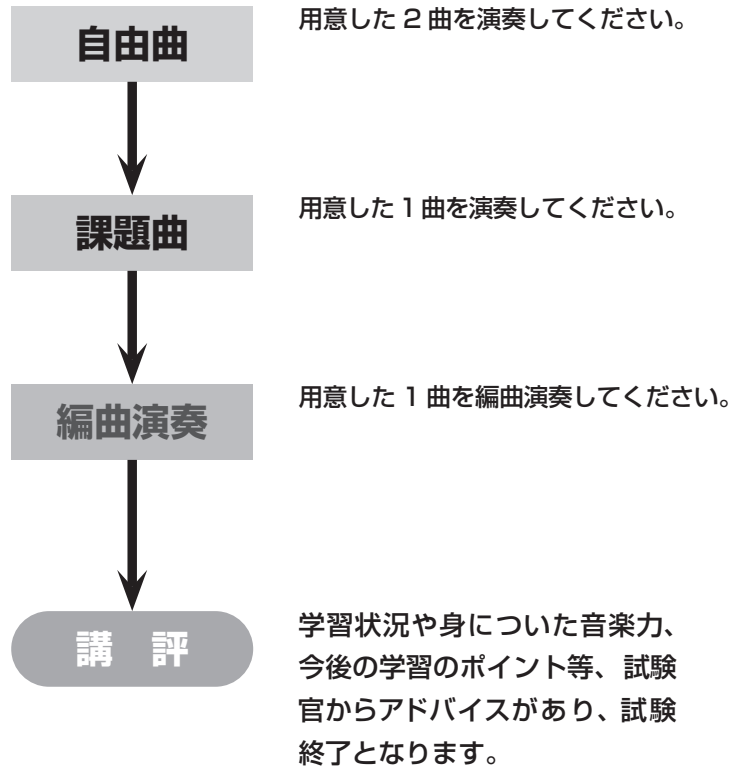 自由曲
用意した 2 曲を演奏してください。
課題曲
用意した 1 曲を演奏してください。
編曲演奏
用意した 1 曲を編曲演奏してください。
講 評
学習状況や身についた音楽力、
今後の学習のポイント等、試験
官からアドバイスがあり、試験
終了となります。